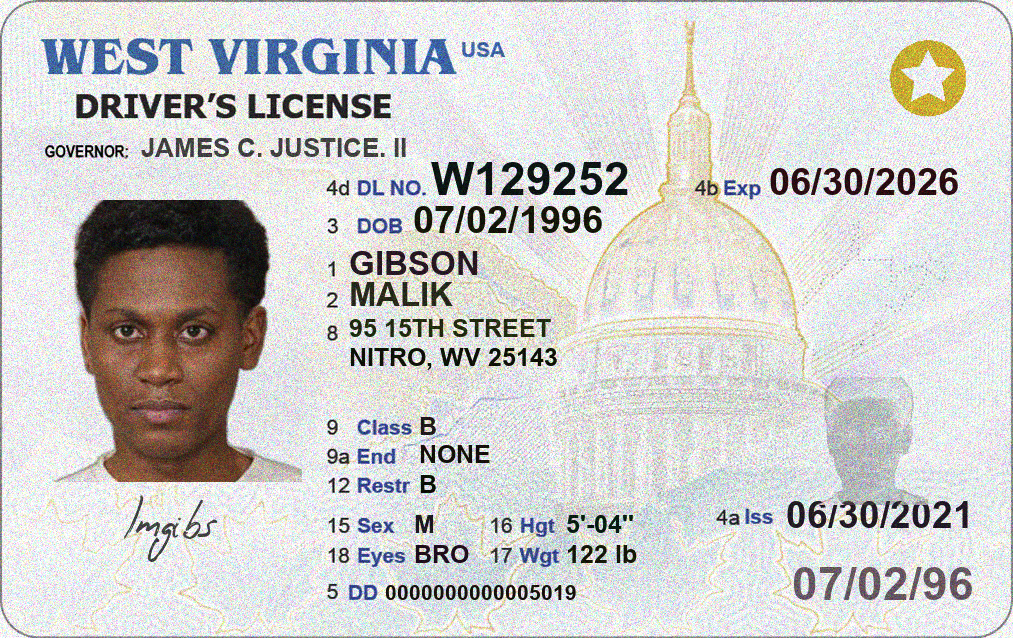 WEST VIRGINIA USA
DRIVER'S LICENSE
GOVERNOR: JAMES C. JUSTICE. II
4d DL NO. W129252 4b Exp 06/30/2026
3 DOB 07/02/1996
1 GIBSON
2 MALIK
8 95 15TH STREET
NITRO, WV 25143
9 Class B
9a End NONE
12 Restr B
15 Sex M 16 Hgt 5'-04"
4a Iss 06/30/2021
18 Eyes BRO 17 Wgt 122 lb
5 DD 0000000000005019
07/02/96
Imgibs